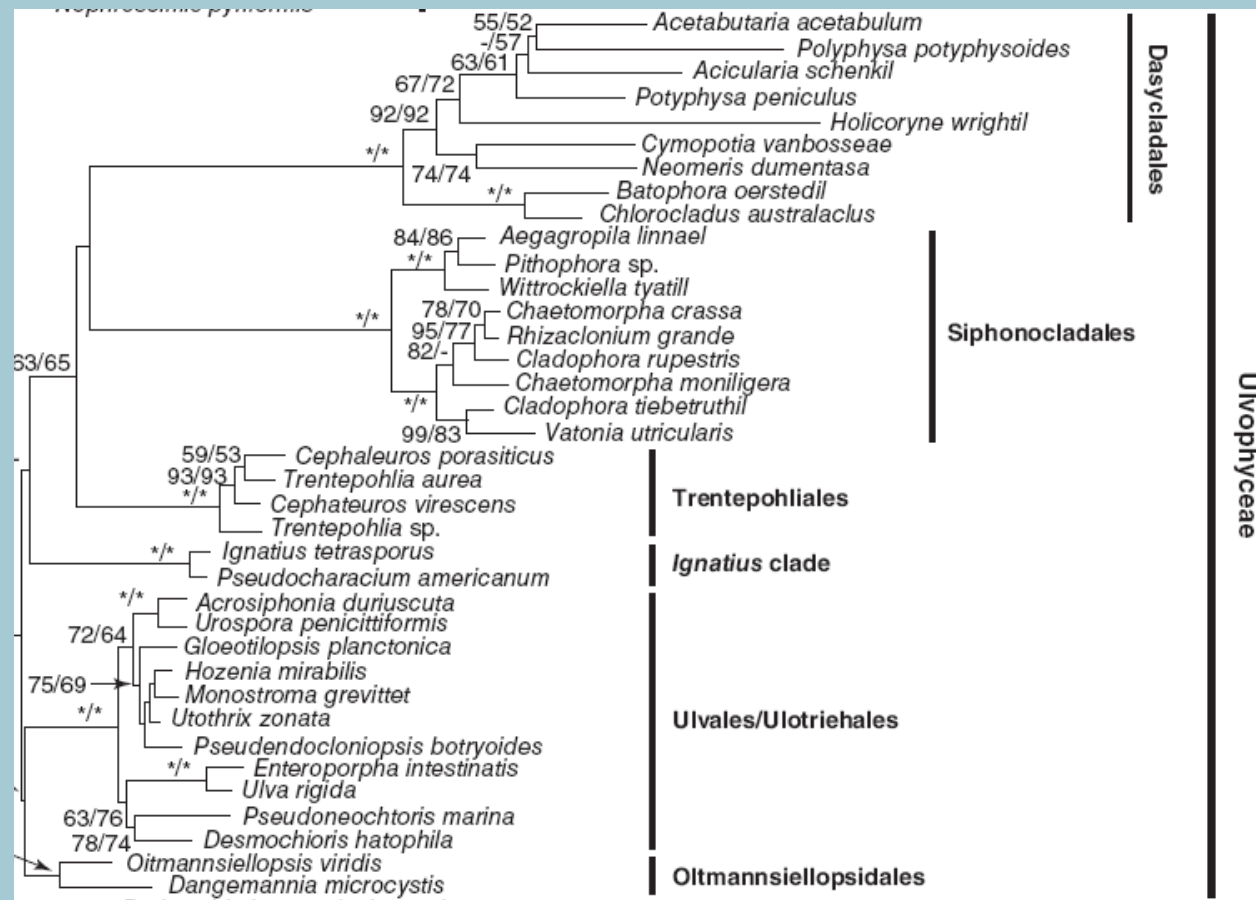 Nephrossimic pyriformis
55/52
Acetabutaria acetabulum
-/57
Polyphysa potyphysoides
63/61
Acicularia schenkil
67/72
Potyphysa peniculus
92/92
Holicoryne wrightil
*/*
Cymopotia vanbosseae
74/74
Neomeris dumentasa
*/*
Batophora oerstedil
Chlorocladus australaclus
Dasycladales
84/86
Aegagropila linnael
*/*
Pithophora sp.
Wittrockiella tyatill
*/*
78/70
Chaetomorpha crassa
95/77
Rhizaclonium grande
82/-
Cladophora rupestris
Chaetomorpha moniligera
*/*
Cladophora tiebetruthil
99/83
Vatonia utricularis
Siphonocladales
63/65
59/53
Cephaleuros porasiticus
93/93
Trentepohlia aurea
*/*
Cephateuros virescens
Trentepohlia sp.
Trentepohliales
*/*
Ignatius tetrasporus
Pseudocharacium americanum
Ignatius clade
*/*
Acrosiphonia duriuscuta
Urospora penicittiformis
72/64
Gloeotilopsis planctonica
Hozenia mirabilis
75/69
Monostroma grevittet
*/*
Utothrix zonata
Pseudendocloniopsis botryoides
*/*
Enteroporpha intestinatis
Ulva rigida
63/76
Pseudoneochtoris marina
78/74
Desmochioris hatophila
Ulvales/Ulotriehales
Oitmannsiellopsis viridis
Dangemannia microcystis
Oltmannsiellopsidales
Ulvophyceae